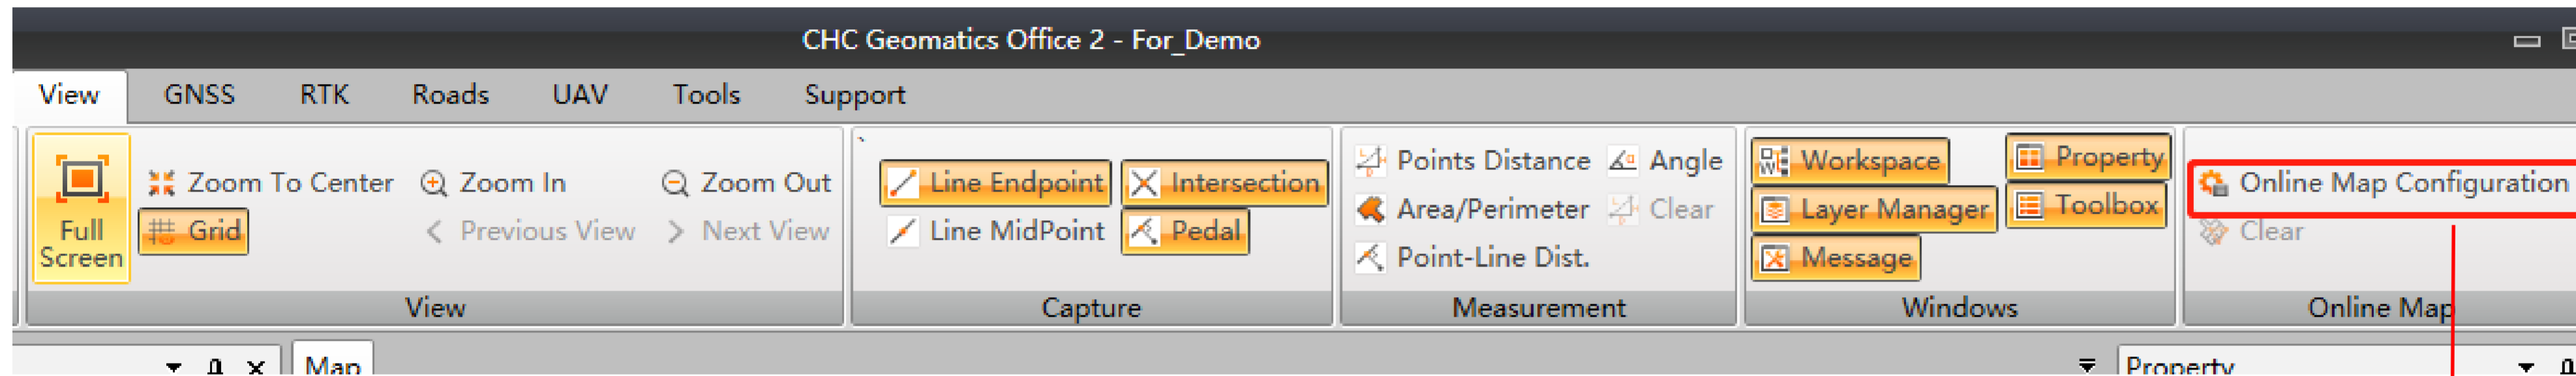 CHC Geomatics Office 2 - For_Demo
View GNSS RTK Roads UAV Tools Support
Full Screen
Zoom To Center Zoom In Zoom Out
Grid Previous View Next View
View
Line Endpoint Intersection
Line MidPoint Pedal
Capture
Points Distance Angle
Area/Perimeter Clear
Point-Line Dist.
Measurement
Workspace Property
Layer Manager Toolbox
Message
Windows
Online Map Configuration
Clear
Online Map
Map
Property